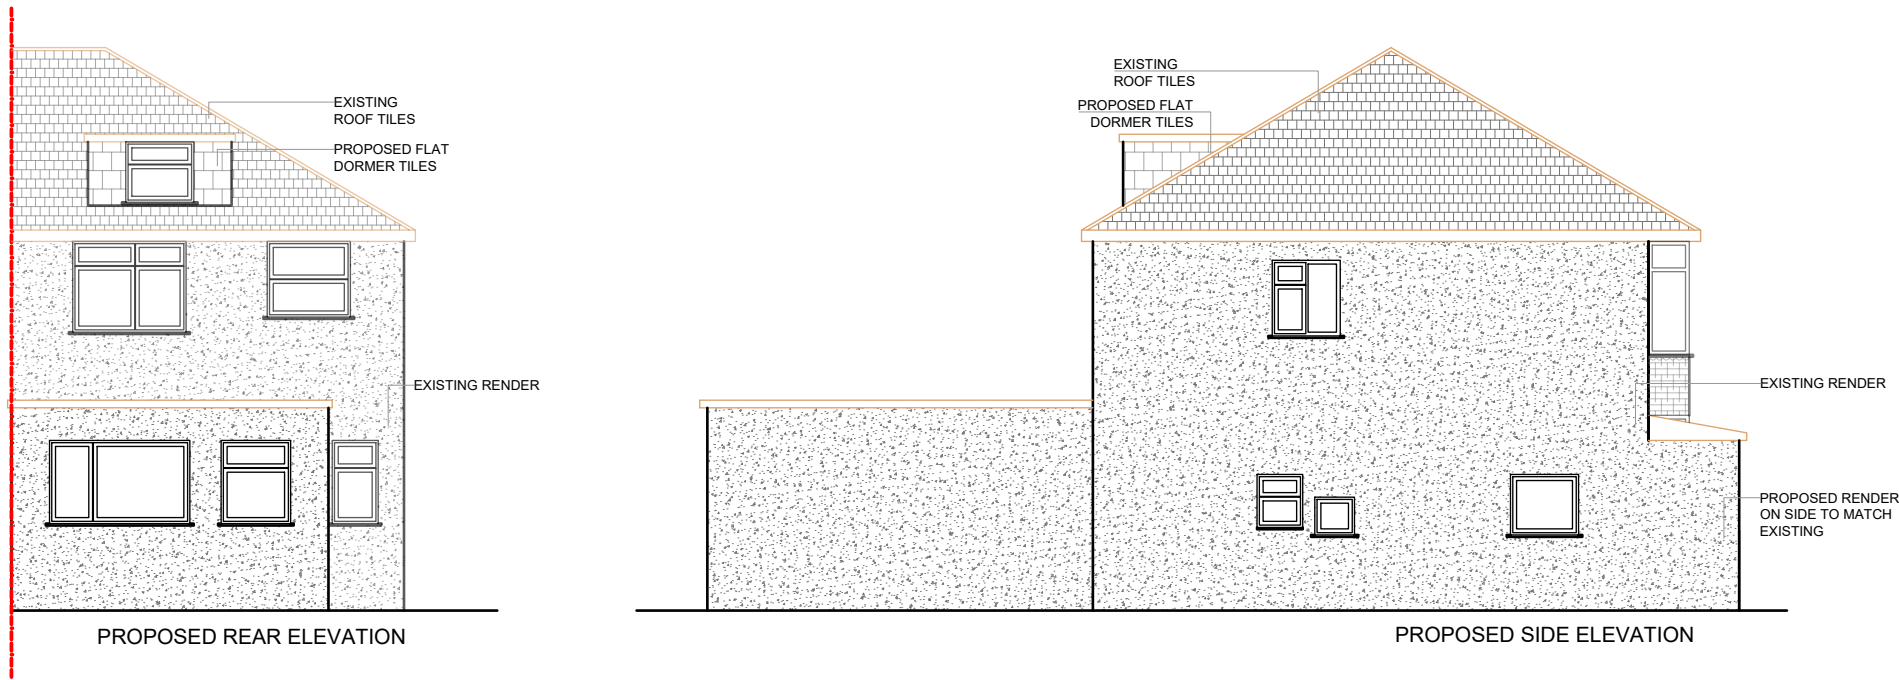 EXISTING
ROOF TILES
PROPOSED FLAT
DORMER TILES
EXISTING RENDER
PROPOSED REAR ELEVATION
EXISTING
ROOF TILES
PROPOSED FLAT
DORMER TILES
EXISTING RENDER
PROPOSED RENDER
ON SIDE TO MATCH
EXISTING
PROPOSED SIDE ELEVATION